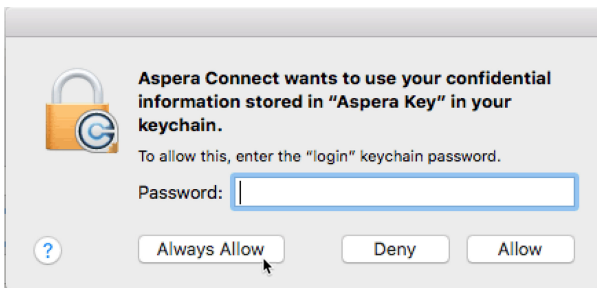 Aspera Connect wants to use your confidential
information stored in “Aspera Key” in your
keychain.
To allow this, enter the “login” keychain password.
Password:
?
Always Allow
Deny
Allow